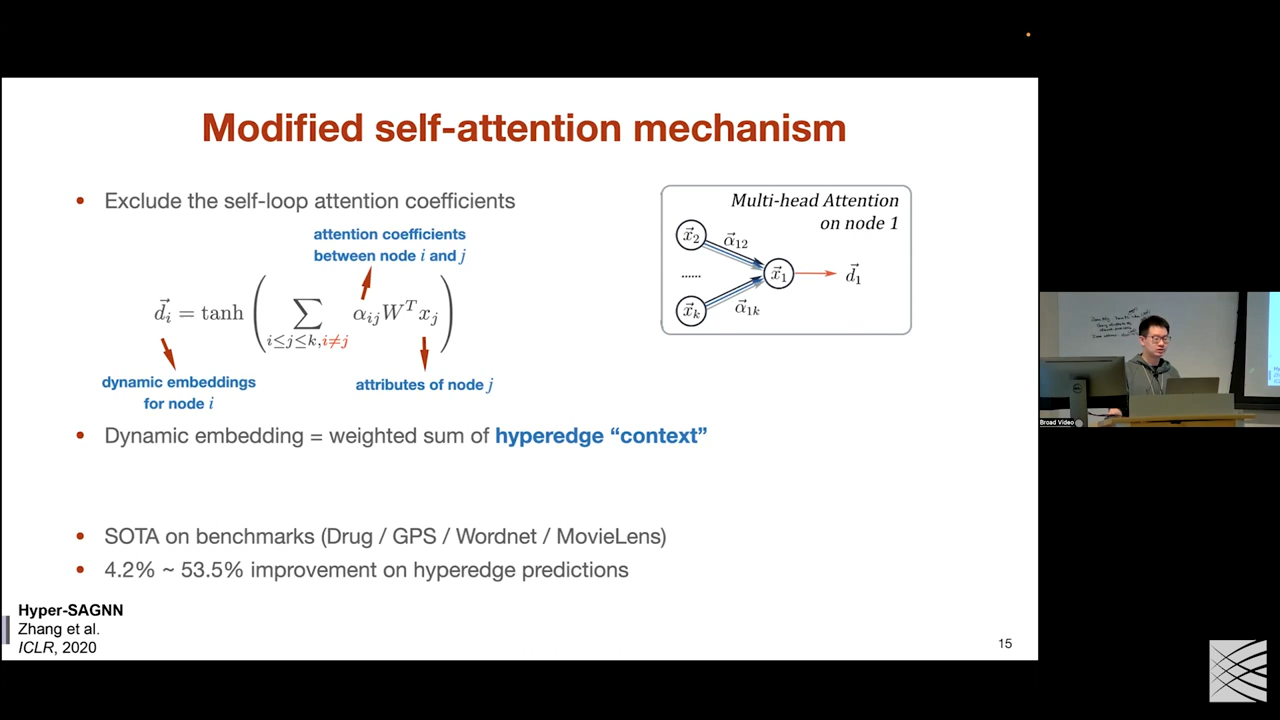 Modified self-attention mechanism
• Exclude the self-loop attention coefficients
attention coefficients
between node i and j
d⃗ᵢ = tanh ( ∑ i≤j≤k,i≠j αᵢⱼ Wᵀ xⱼ )
dynamic embeddings
for node i
attributes of node j
Multi-head Attention
on node 1
x⃗₂
α⃗₁₂
......
x⃗₁
d⃗₁
x⃗ₖ
α⃗₁ₖ
• Dynamic embedding = weighted sum of hyperedge “context”
• SOTA on benchmarks (Drug / GPS / Wordnet / MovieLens)
• 4.2% ~ 53.5% improvement on hyperedge predictions
Hyper-SAGNN
Zhang et al.
ICLR, 2020
15
Broad Video